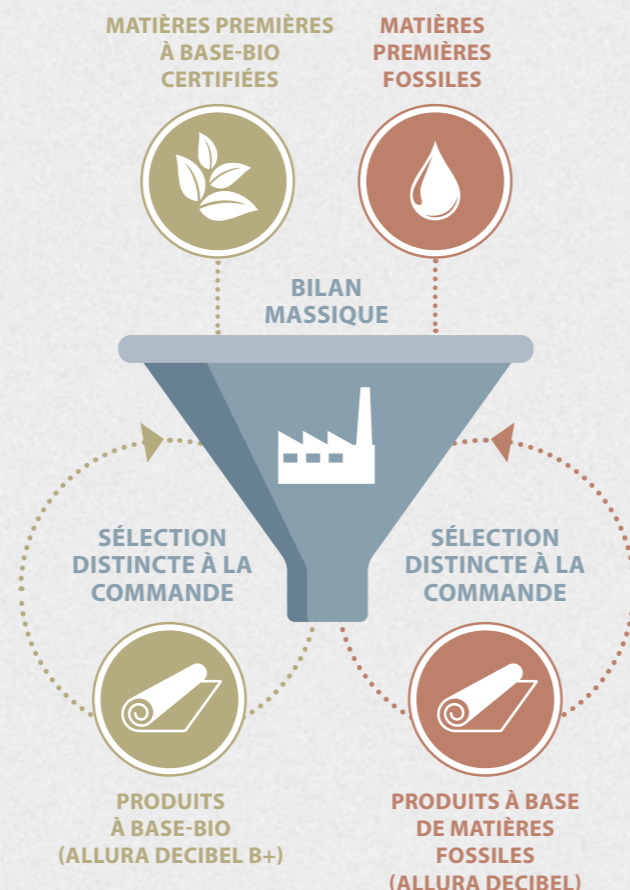 MATIÈRES PREMIÈRES
À BASE-BIO
CERTIFIÉES
MATIÈRES
PREMIÈRES
FOSSILES
BILAN
MASSIQUE
SÉLECTION
DISTINCTE À LA
COMMANDE
SÉLECTION
DISTINCTE À LA
COMMANDE
PRODUITS
À BASE-BIO
(ALLURA DECIBEL B+)
PRODUITS À BASE
DE MATIÈRES
FOSSILES
(ALLURA DECIBEL)